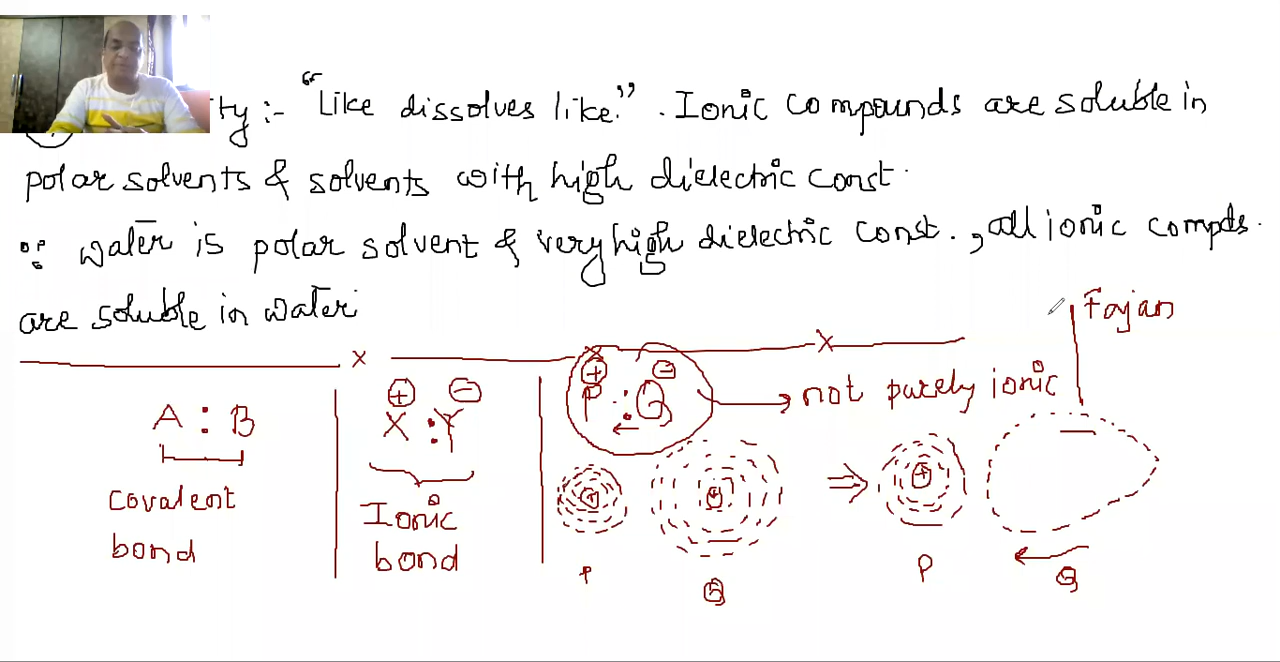 ty :- "Like dissolves like". Ionic compounds are soluble in
polar solvents & solvents with high dielectric const.
∵ water is polar solvent & very high dielectric const., all ionic compds.
are soluble in water
Fajan
x x x
A : B
covalent
bond
⊕ ⊖
X :Y
Ionic
bond
⊕ ⊖
P : Q → not purely ionic
+ + ⇒ +
P Q P Q